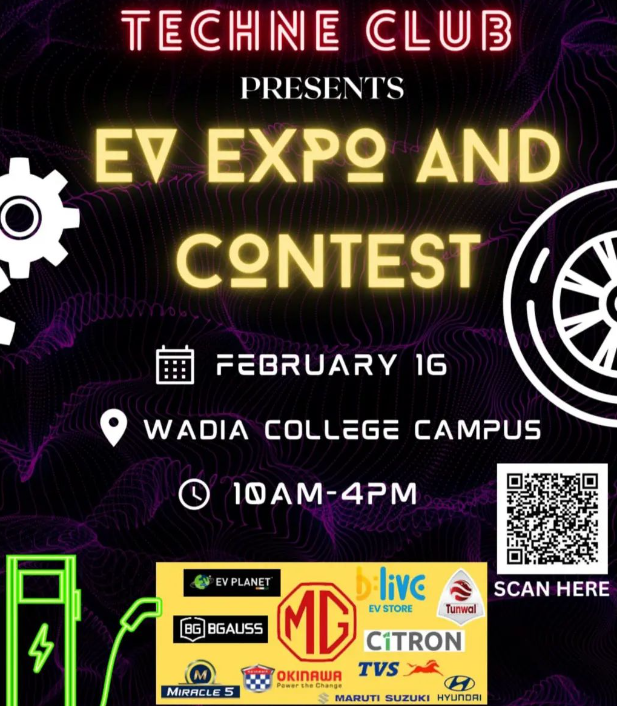 TECHNE CLUB
PRESENTS
EV EXPO AND
CONTEST
FEBRUARY 16
WADIA COLLEGE CAMPUS
10AM-4PM
SCAN HERE
EV PLANET
b:live
EV STORE
Tunwal
MG
BG BGAUSS
CITRON
M
MIRACLE 5
OKINAWA
Power the Change
TVS
MARUTI SUZUKI
HYUNDAI